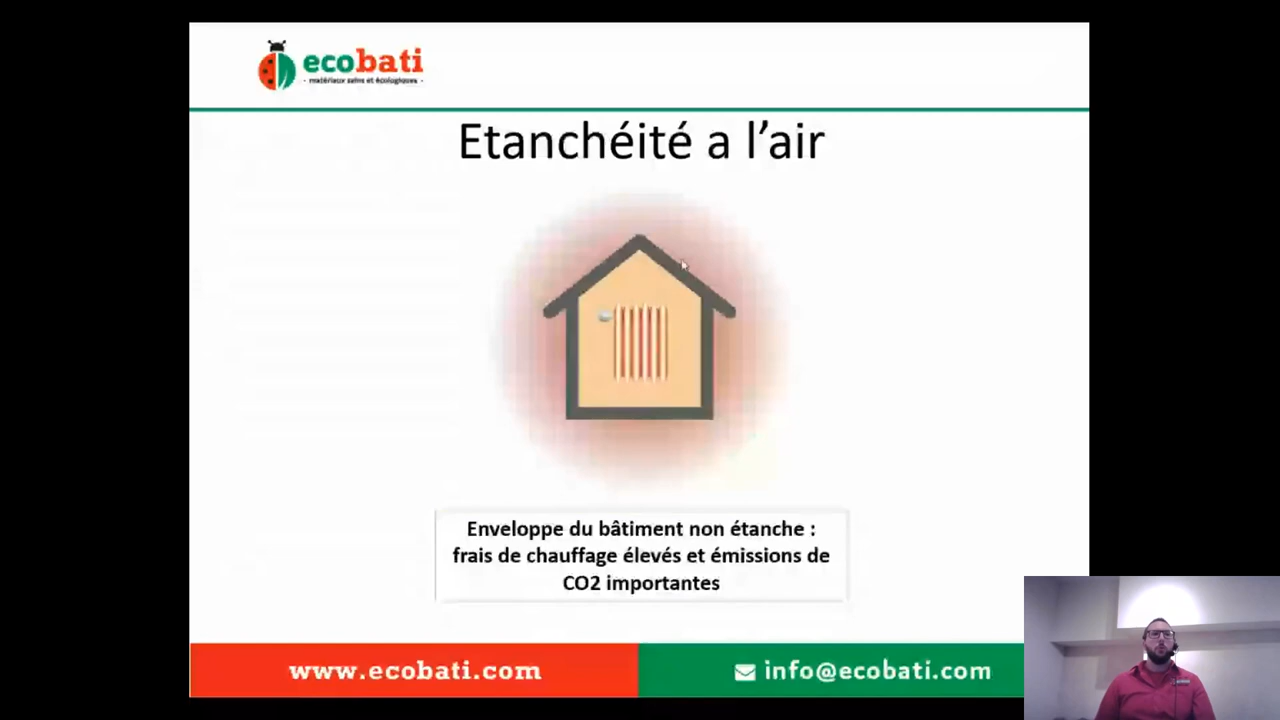 ecobati
- matériaux sains et écologiques -
Etanchéité a l’air
Enveloppe du bâtiment non étanche :
frais de chauffage élevés et émissions de
CO2 importantes
www.ecobati.com
info@ecobati.com